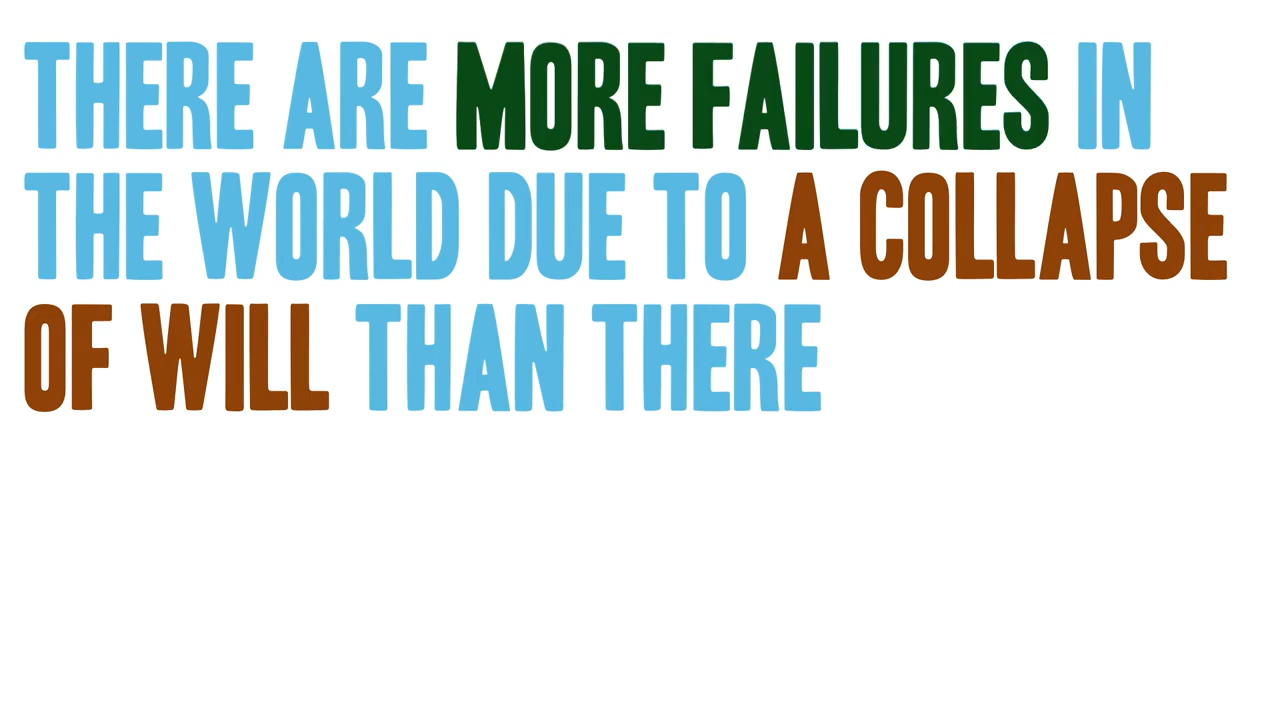 THERE ARE MORE FAILURES IN
THE WORLD DUE TO A COLLAPSE
OF WILL THAN THERE